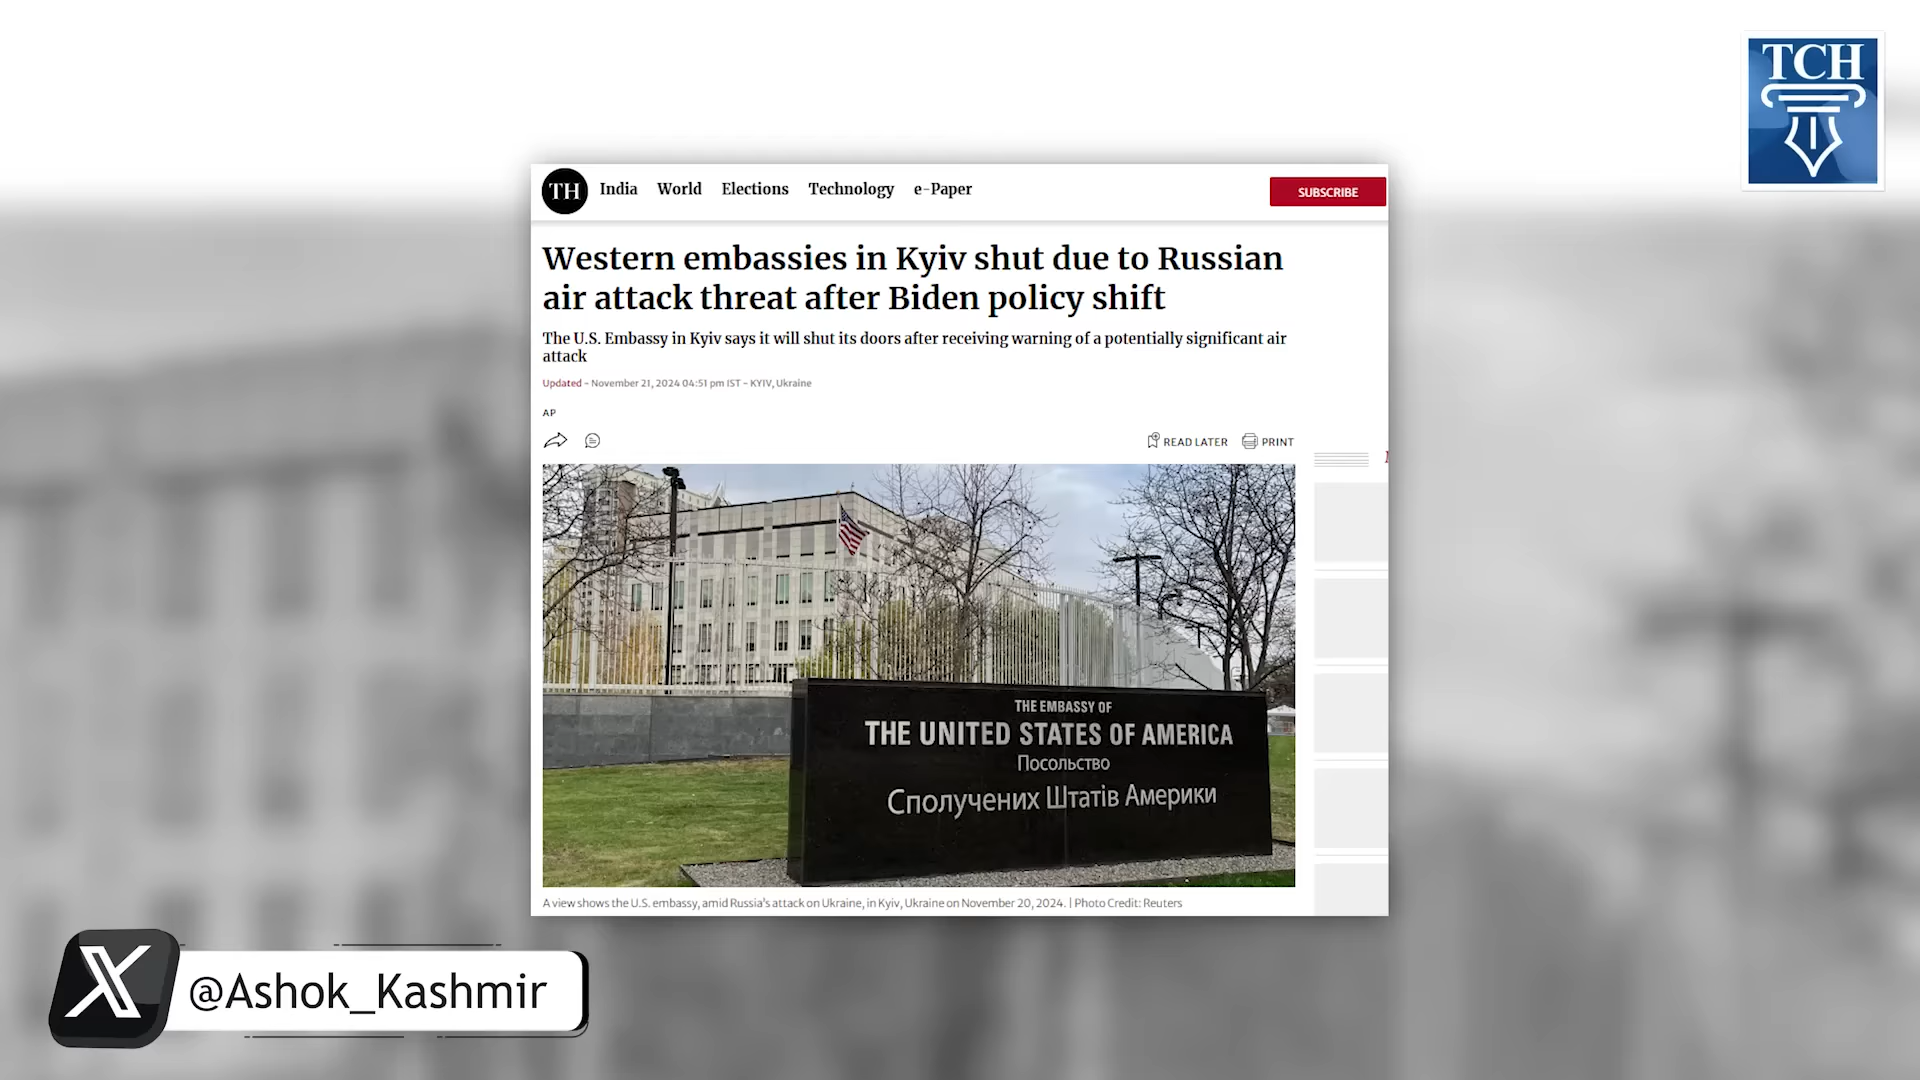 TCH
TH India World Elections Technology e-Paper SUBSCRIBE
Western embassies in Kyiv shut due to Russian
air attack threat after Biden policy shift
The U.S. Embassy in Kyiv says it will shut its doors after receiving warning of a potentially significant air
attack
Updated - November 21, 2024 04:51 pm IST - KYIV, Ukraine
AP
READ LATER PRINT
THE EMBASSY OF
THE UNITED STATES OF AMERICA
Посольство
Сполучених Штатів Америки
A view shows the U.S. embassy, amid Russia's attack on Ukraine, in Kyiv, Ukraine on November 20, 2024. | Photo Credit: Reuters
X @Ashok_Kashmir